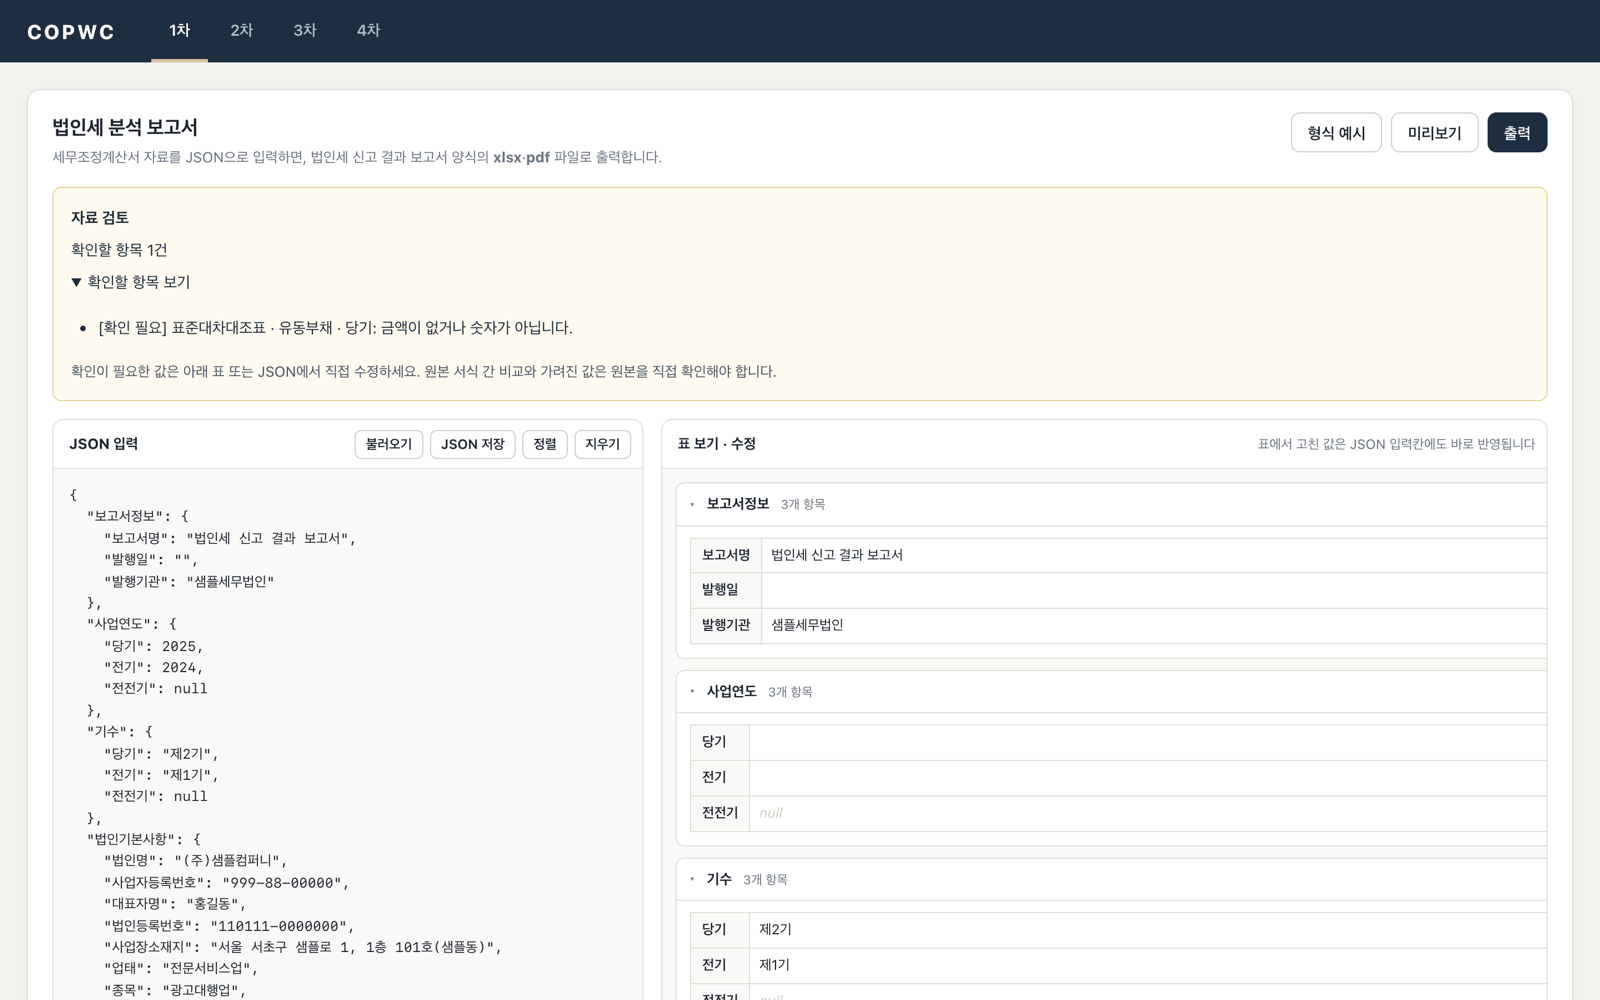 COPWC 1차 2차 3차 4차
법인세 분석 보고서
세무조정계산서 자료를 JSON으로 입력하면, 법인세 신고 결과 보고서 양식의 xlsx·pdf 파일로 출력합니다.
형식 예시 미리보기 출력
자료 검토
확인할 항목 1건
▼ 확인할 항목 보기
• [확인 필요] 표준대차대조표 · 유동부채 · 당기: 금액이 없거나 숫자가 아닙니다.
확인이 필요한 값은 아래 표 또는 JSON에서 직접 수정하세요. 원본 서식 간 비교와 가려진 값은 원본을 직접 확인해야 합니다.
JSON 입력 불러오기 JSON 저장 정렬 지우기
{
"보고서정보": {
"보고서명": "법인세 신고 결과 보고서",
"발행일": "",
"발행기관": "샘플세무법인"
},
"사업연도": {
"당기": 2025,
"전기": 2024,
"전전기": null
},
"기수": {
"당기": "제2기",
"전기": "제1기",
"전전기": null
},
"법인기본사항": {
"법인명": "(주)샘플컴퍼니",
"사업자등록번호": "999-88-00000",
"대표자명": "홍길동",
"법인등록번호": "110111-0000000",
"사업장소재지": "서울 서초구 샘플로 1, 1층 101호(샘플동)",
"업태": "전문서비스업",
"종목": "광고대행업",
표 보기 · 수정 표에서 고친 값은 JSON 입력칸에도 바로 반영됩니다
보고서정보 3개 항목
보고서명 법인세 신고 결과 보고서
발행일
발행기관 샘플세무법인
사업연도 3개 항목
당기
전기
전전기 null
기수 3개 항목
당기 제2기
전기 제1기
전전기 null